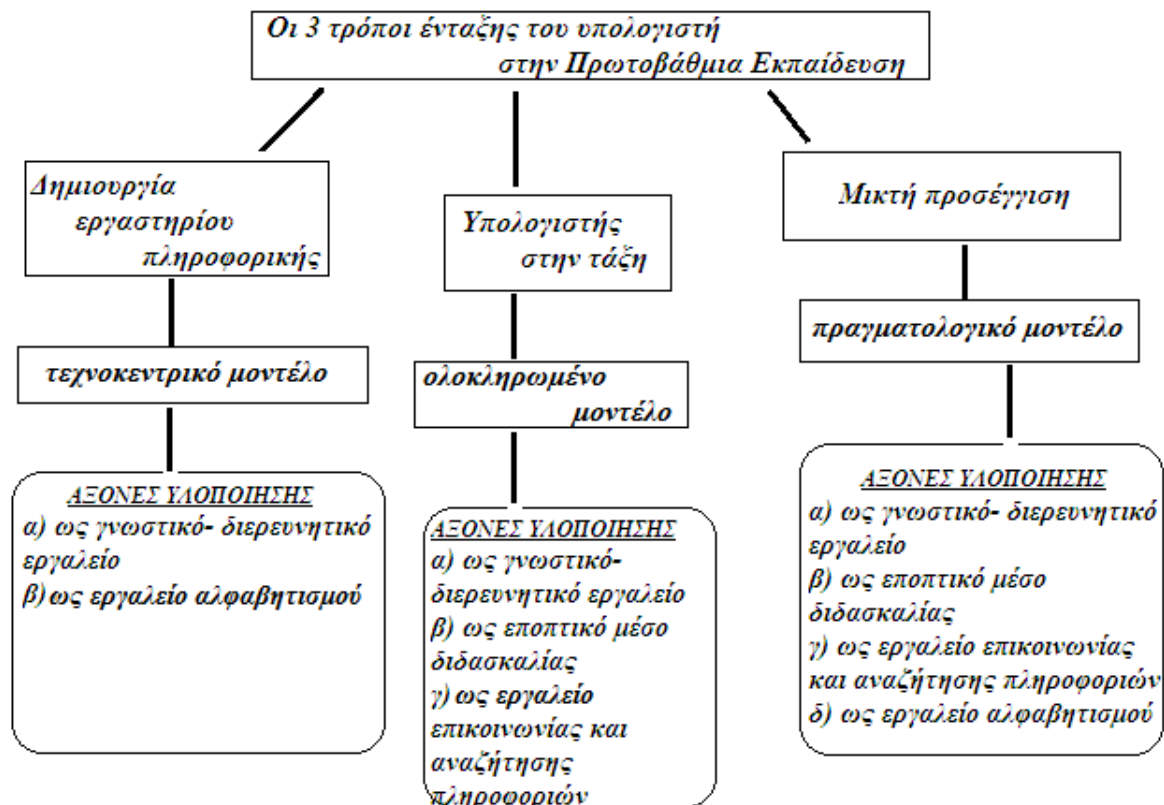 Οι 3 τρόποι ένταξης του υπολογιστή
στην Πρωτοβάθμια Εκπαίδευση
Δημιουργία
εργαστηρίου
πληροφορικής
τεχνοκεντρικό μοντέλο
ΑΞΟΝΕΣ ΥΛΟΠΟΙΗΣΗΣ
α) ως γνωστικό- διερευνητικό
εργαλείο
β) ως εργαλείο αλφαβητισμού
Υπολογιστής
στην τάξη
ολοκληρωμένο
μοντέλο
ΑΞΟΝΕΣ ΥΛΟΠΟΙΗΣΗΣ
α) ως γνωστικό-
διερευνητικό εργαλείο
β) ως εποπτικό μέσο
διδασκαλίας
γ) ως εργαλείο
επικοινωνίας και
αναζήτησης
πληροφοριών
Μικτή προσέγγιση
πραγματολογικό μοντέλο
ΑΞΟΝΕΣ ΥΛΟΠΟΙΗΣΗΣ
α) ως γνωστικό- διερευνητικό
εργαλείο
β) ως εποπτικό μέσο
διδασκαλίας
γ) ως εργαλείο επικοινωνίας
και αναζήτησης πληροφοριών
δ) ως εργαλείο αλφαβητισμού